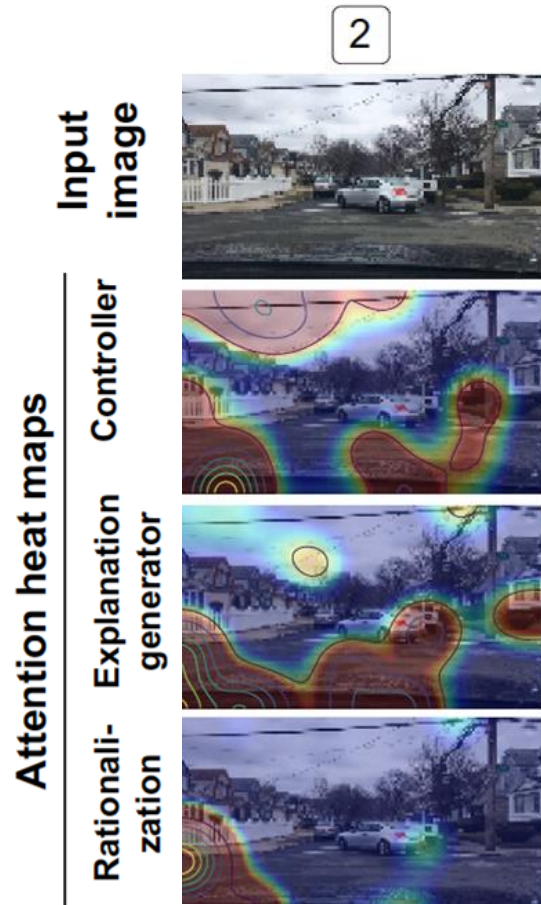 2
Input
image
Attention heat maps
Controller
Explanation
generator
Rationali-
zation